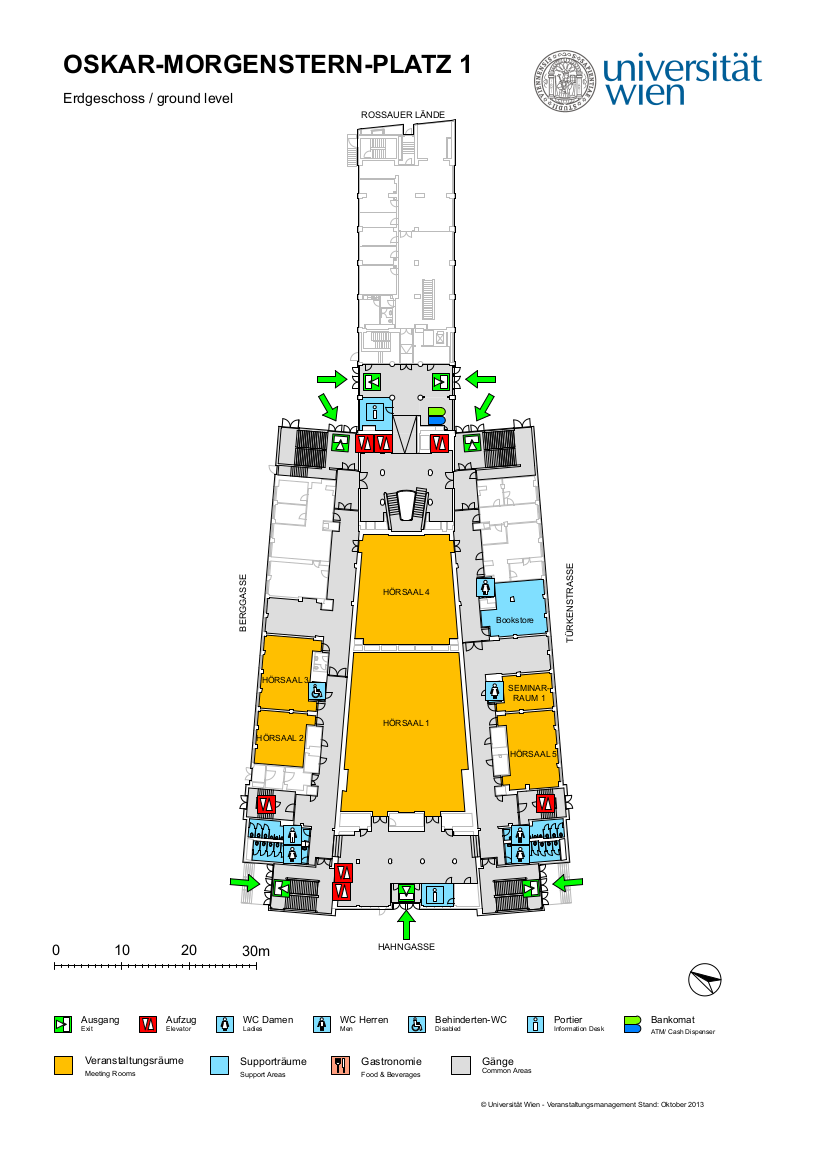 OSKAR-MORGENSTERN-PLATZ 1
universität
wien
Erdgeschoss / ground level
ROSSAUER LÄNDE
BERGGASSE
TÜRKENSTRASSE
HÖRSAAL 4
Bookstore
HÖRSAAL 3
SEMINAR-
RAUM 1
HÖRSAAL 1
HÖRSAAL 2
HÖRSAAL 5
HAHNGASSE
0 10 20 30m
Ausgang
Exit
Aufzug
Elevator
WC Damen
Ladies
WC Herren
Men
Behinderten-WC
Disabled
Portier
Information Desk
Bankomat
ATM/ Cash Dispenser
Veranstaltungsräume
Meeting Rooms
Supporträume
Support Areas
Gastronomie
Food & Beverages
Gänge
Common Areas
© Universität Wien - Veranstaltungsmanagement Stand: Oktober 2013